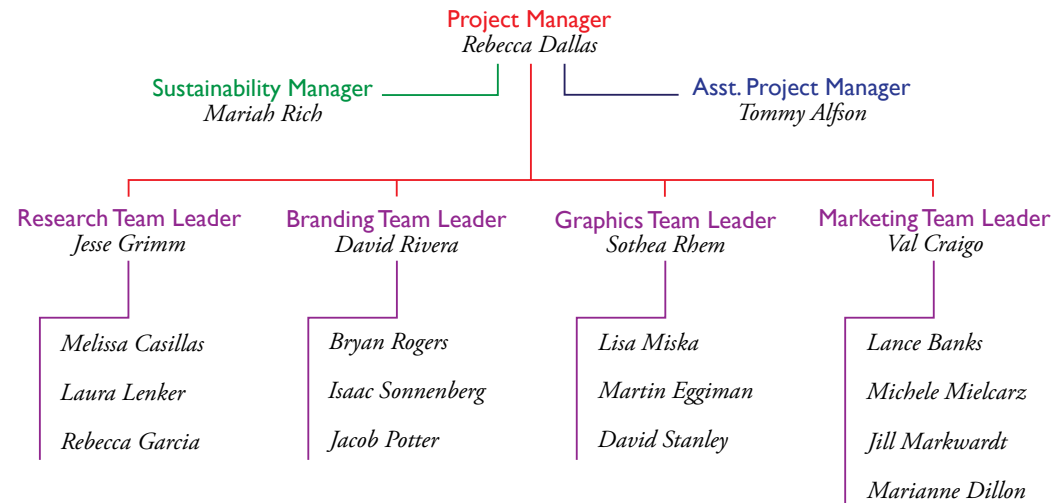 Project Manager
Rebecca Dallas
Sustainability Manager
Mariah Rich
Asst. Project Manager
Tommy Alfson
Research Team Leader
Jesse Grimm
Branding Team Leader
David Rivera
Graphics Team Leader
Sothea Rhem
Marketing Team Leader
Val Craigo
Melissa Casillas
Laura Lenker
Rebecca Garcia
Bryan Rogers
Isaac Sonnenberg
Jacob Potter
Lisa Miska
Martin Eggiman
David Stanley
Lance Banks
Michele Mielcarz
Jill Markwardt
Marianne Dillon